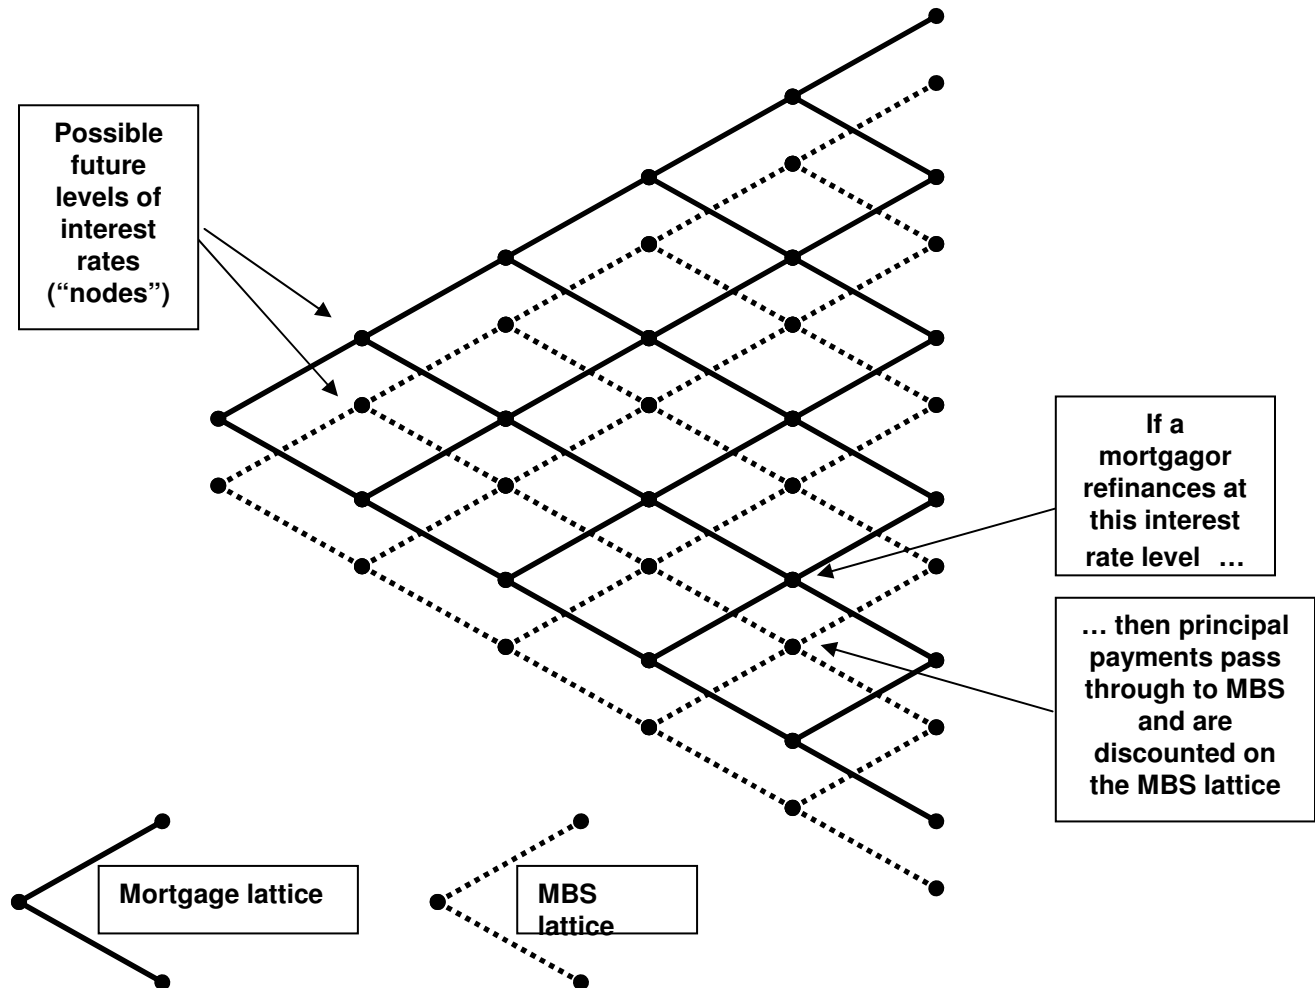 Possible
future
levels of
interest
rates
(“nodes”)
If a
mortgagor
refinances at
this interest
rate level …
… then principal
payments pass
through to MBS
and are
discounted on
the MBS lattice
Mortgage lattice
MBS
lattice